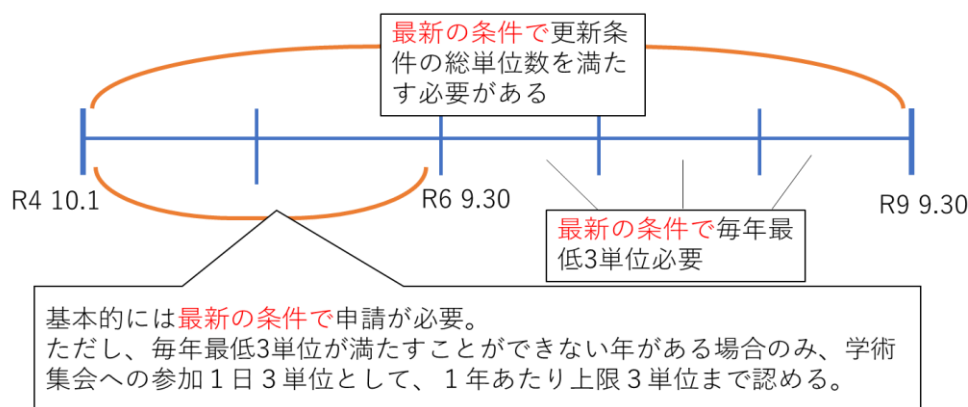 最新の条件で更新条
件の総単位数を満た
す必要がある
R4 10.1
R6 9.30
R9 9.30
最新の条件で毎年最
低3単位必要
基本的には最新の条件で申請が必要。
ただし、毎年最低3単位が満たすことができない年がある場合のみ、学術
集会への参加１日３単位として、１年あたり上限３単位まで認める。